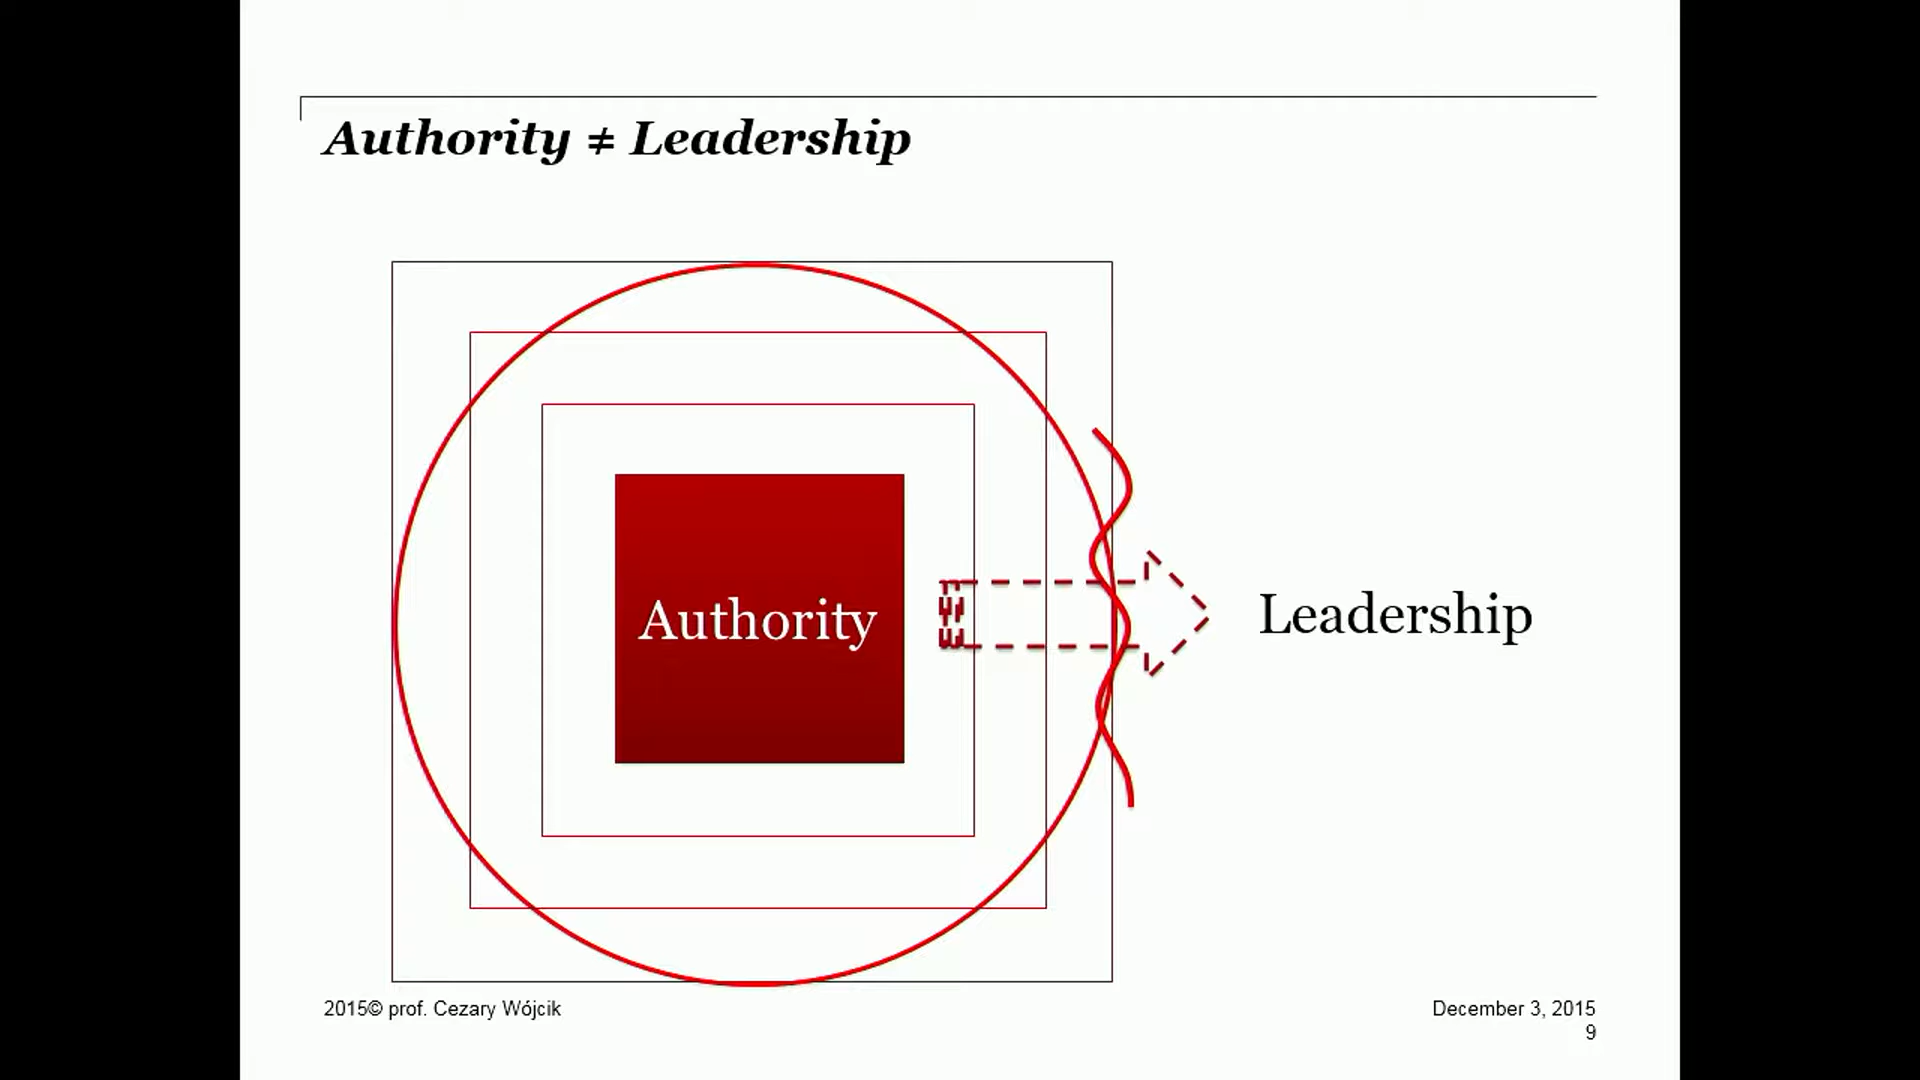 Authority ≠ Leadership
Authority
Leadership
2015© prof. Cezary Wójcik
December 3, 2015
9